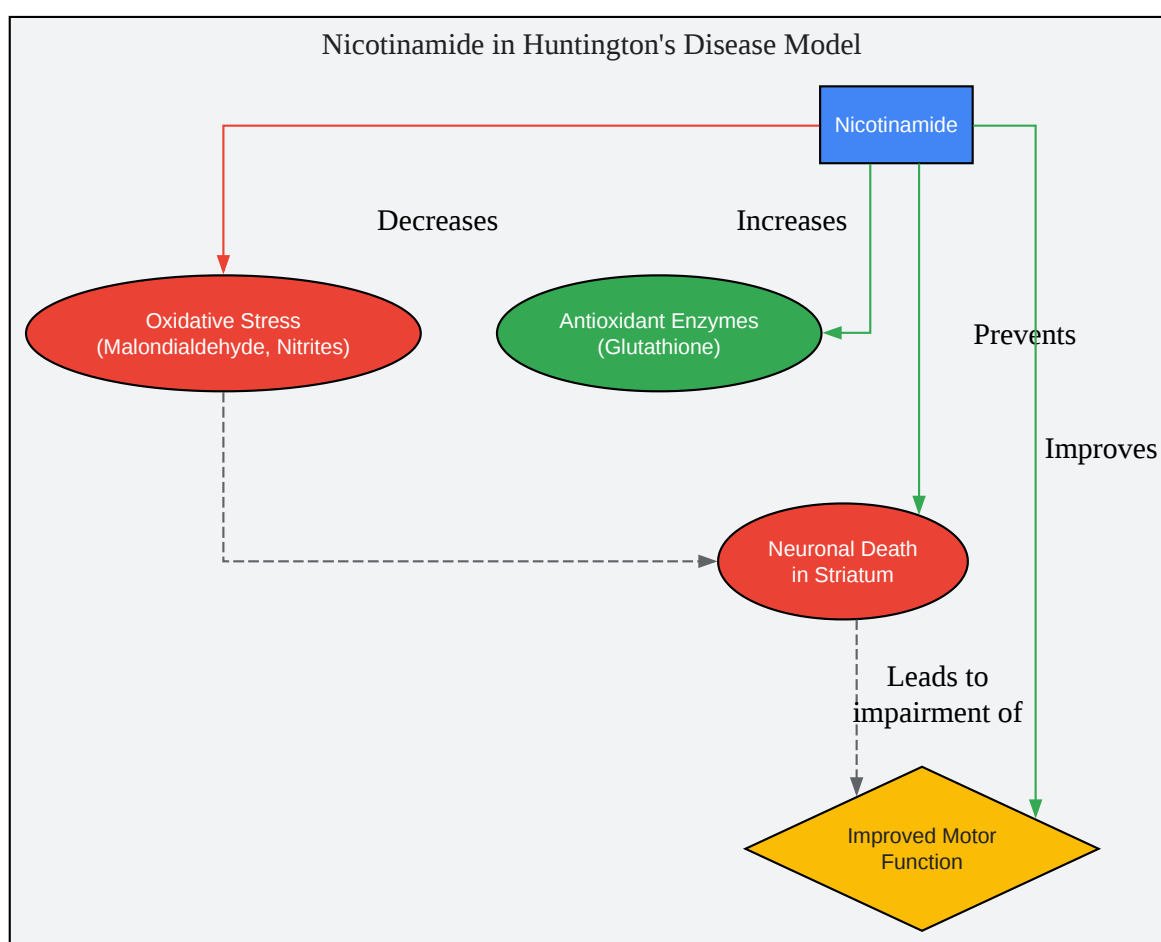 Nicotinamide in Huntington's Disease Model
Nicotinamide
Decreases
Increases
Oxidative Stress
(Malondialdehyde, Nitrites)
Antioxidant Enzymes
(Glutathione)
Prevents
Improves
Neuronal Death
in Striatum
Leads to
impairment of
Improved Motor
Function